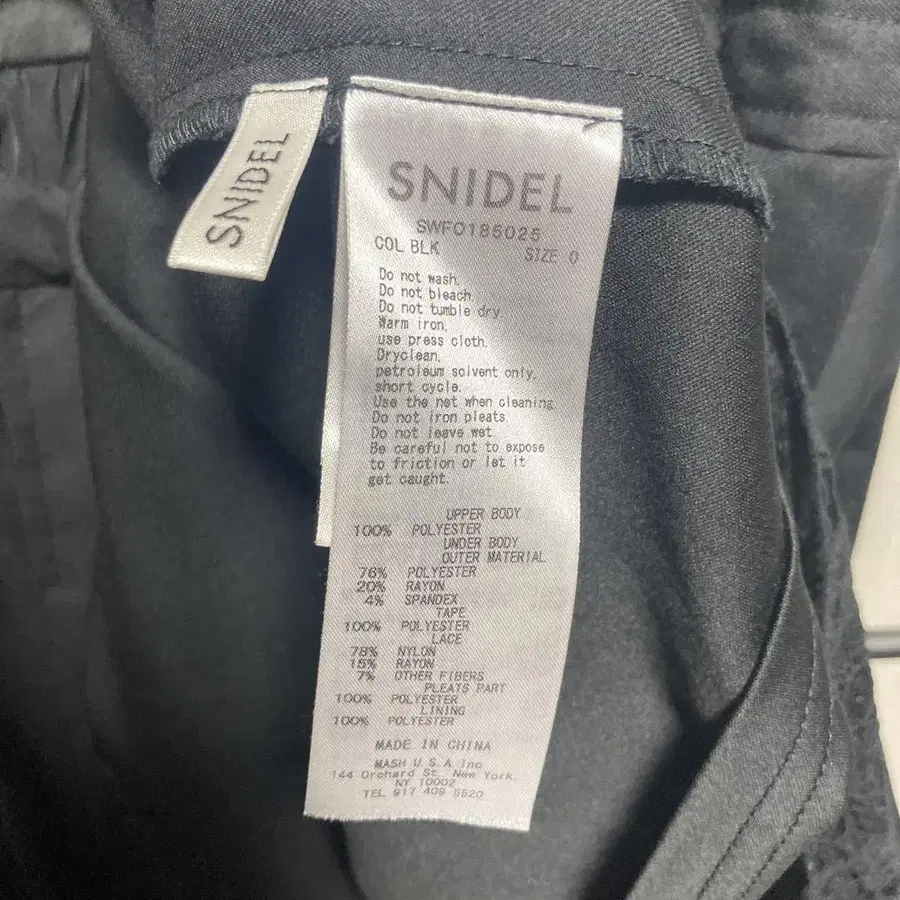 SNIDEL
SNIDEL
SWFO185025
COL BLK SIZE 0
Do not wash.
Do not bleach.
Do not tumble dry.
Warm iron.
use press cloth.
Dryclean.
petroleum solvent only.
short cycle.
Use the net when cleaning.
Do not iron pleats.
Do not leave wet.
Be careful not to expose
to friction or let it
get caught.
UPPER BODY
100% POLYESTER
UNDER BODY
OUTER MATERIAL
76% POLYESTER
20% RAYON
4% SPANDEX
TAPE
100% POLYESTER
LACE
78% NYLON
15% RAYON
7% OTHER FIBERS
PLEATS PART
100% POLYESTER
LINING
100% POLYESTER
MADE IN CHINA
MASH U.S.A Inc
144 Orchard St, New York,
NY 10002
TEL 917 409 5520